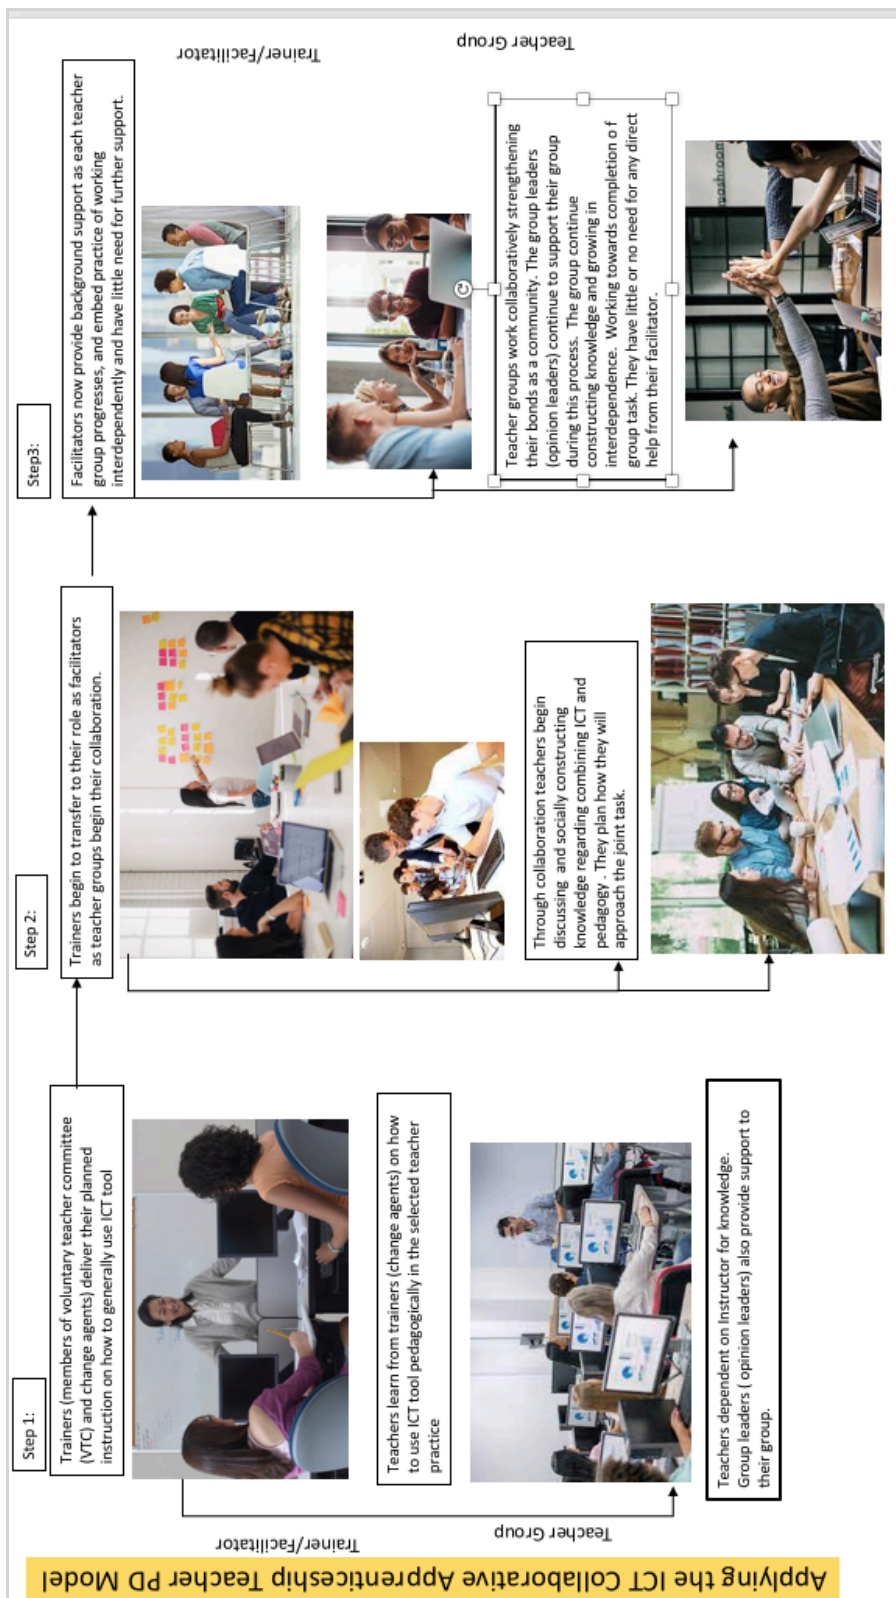 Applying the ICT Collaborative Apprenticeship Teacher PD Model
Trainer/Facilitator
Teacher Group
Step 1:
Trainers (members of voluntary teacher committee
(VTC) and change agents) deliver their planned
instruction on how to generally use ICT tool
Teachers learn from trainers (change agents) on how
to use ICT tool pedagogically in the selected teacher
practice
Teachers dependent on Instructor for knowledge.
Group leaders ( opinion leaders) also provide support to
their group.
Step 2:
Trainers begin to transfer to their role as facilitators
as teacher groups begin their collaboration.
Through collaboration teachers begin
discussing and socially constructing
knowledge regarding combining ICT and
pedagogy . They plan how they will
approach the joint task.
Step3:
Facilitators now provide background support as each teacher
group progresses, and embed practice of working
interdependently and have little need for further support.
Teacher groups work collaboratively strengthening
their bonds as a community. The group leaders
(opinion leaders) continue to support their group
during this process. The group continue
constructing knowledge and growing in
interdependence. Working towards completion of
group task. They have little or no need for any direct
help from their facilitator.
Trainer/Facilitator
Teacher Group